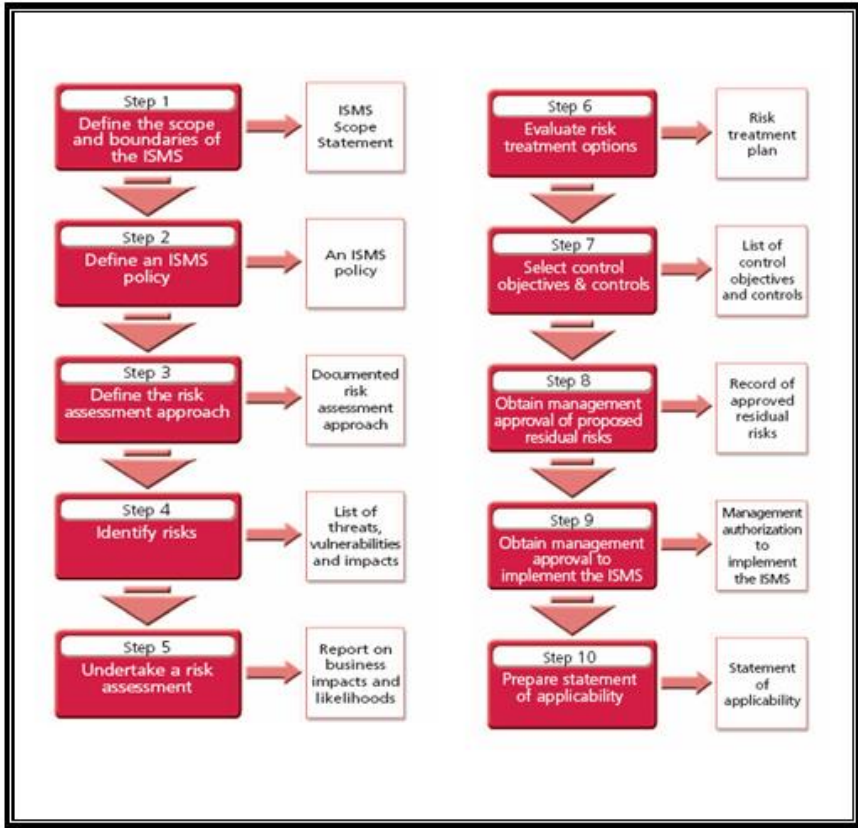 Step 1
Define the scope
and boundaries of
the ISMS
ISMS
Scope
Statement
Step 2
Define an ISMS
policy
An ISMS
policy
Step 3
Define the risk
assessment approach
Documented
risk
assessment
approach
Step 4
Identify risks
List of
threats,
vulnerabilities
and impacts
Step 5
Undertake a risk
assessment
Report on
business
impacts and
likelihoods
Step 6
Evaluate risk
treatment options
Risk
treatment
plan
Step 7
Select control
objectives & controls
List of
control
objectives
and controls
Step 8
Obtain management
approval of proposed
residual risks
Record of
approved
residual
risks
Step 9
Obtain management
approval to
implement the ISMS
Management
authorization
to
implement
the ISMS
Step 10
Prepare statement
of applicability
Statement
of
applicability